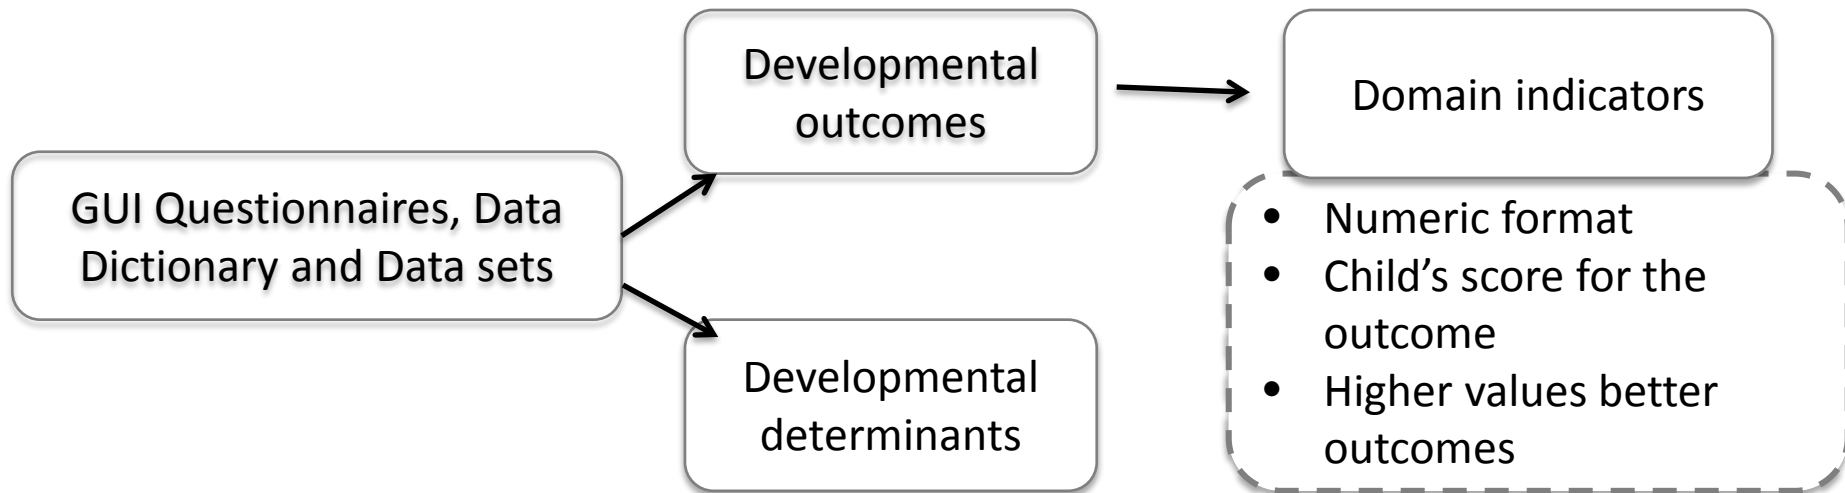 GUI Questionnaires, Data
Dictionary and Data sets
Developmental
outcomes
Developmental
determinants
Domain indicators
• Numeric format
• Child’s score for the
outcome
• Higher values better
outcomes